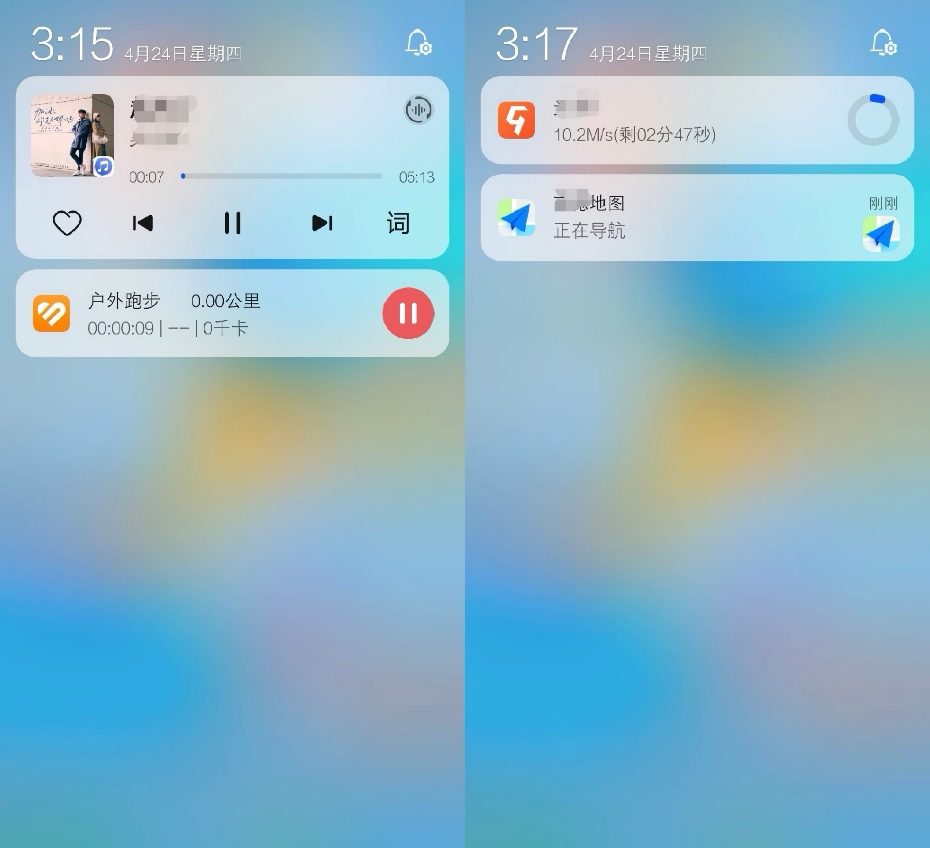 3:15 4月24日星期四
00:07 05:13
词
户外跑步 0.00公里
00:00:09 | -- | 0千卡
3:17 4月24日星期四
10.2M/s(剩02分47秒)
地图 刚刚
正在导航